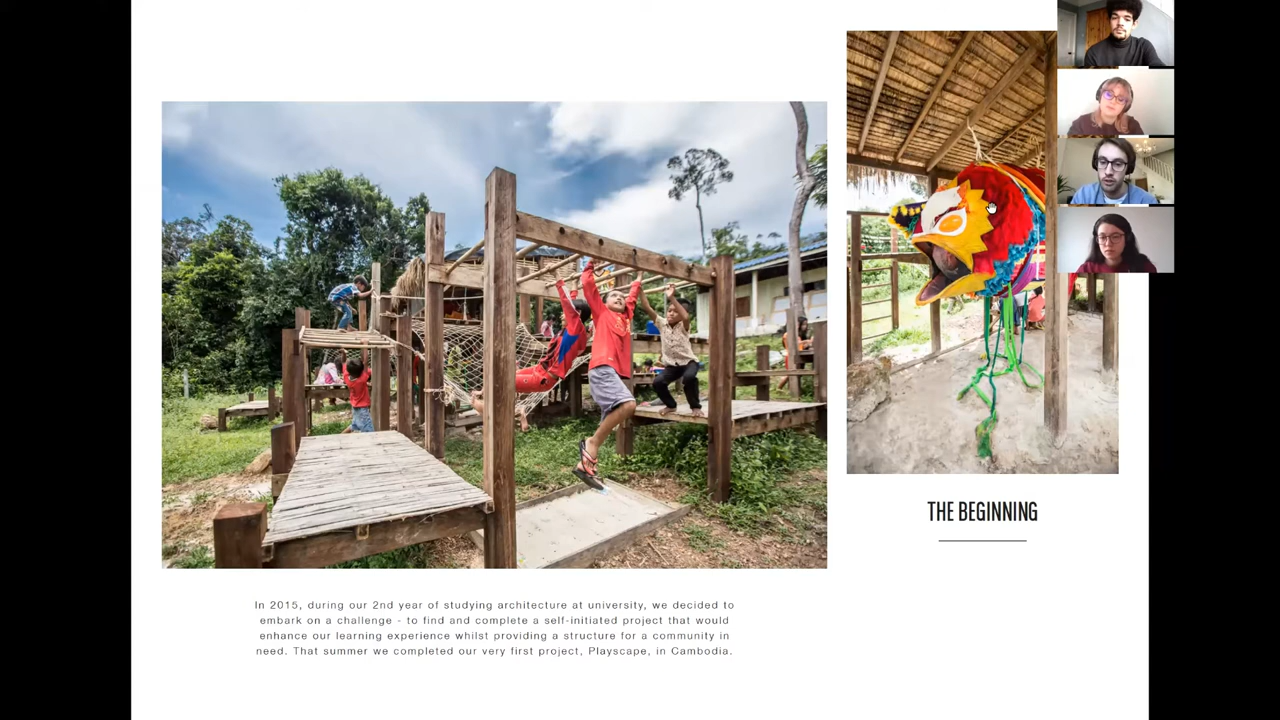 THE BEGINNING
In 2015, during our 2nd year of studying architecture at university, we decided to
embark on a challenge - to find and complete a self-initiated project that would
enhance our learning experience whilst providing a structure for a community in
need. That summer we completed our very first project, Playscape, in Cambodia.